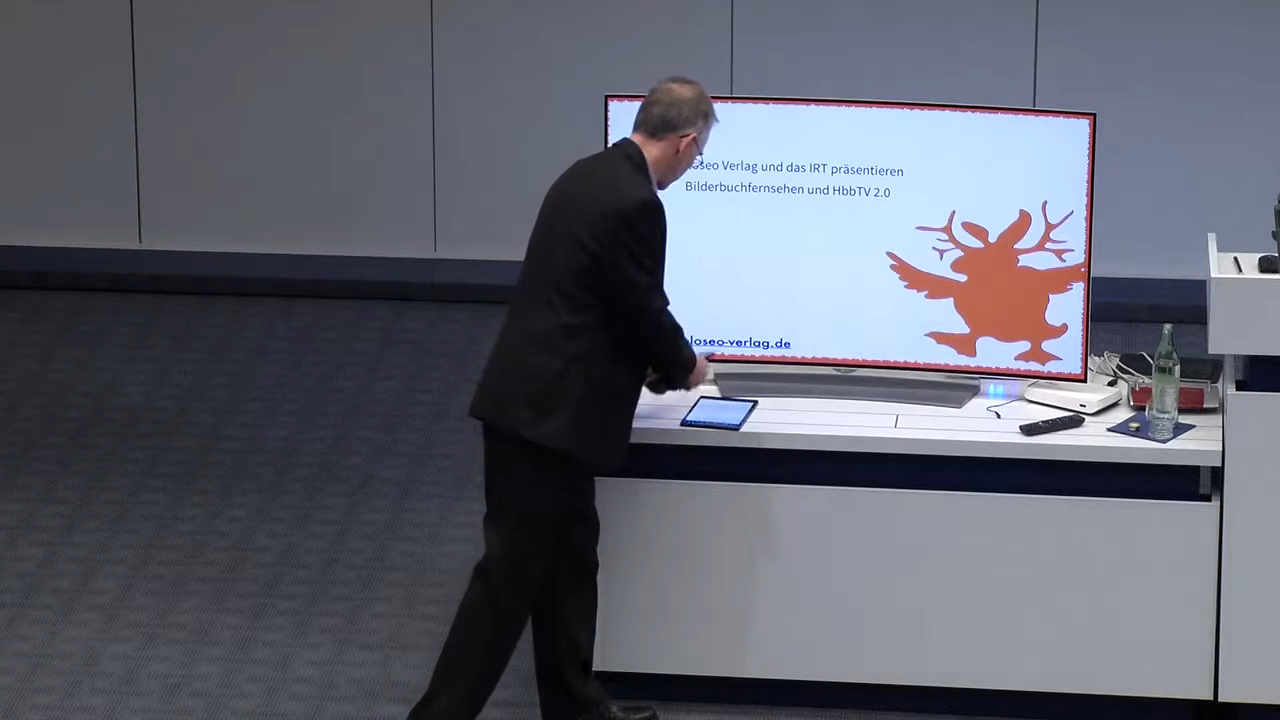 loseo Verlag und das IRT präsentieren
Bilderbuchfernsehen und HbbTV 2.0
loseo-verlag.de